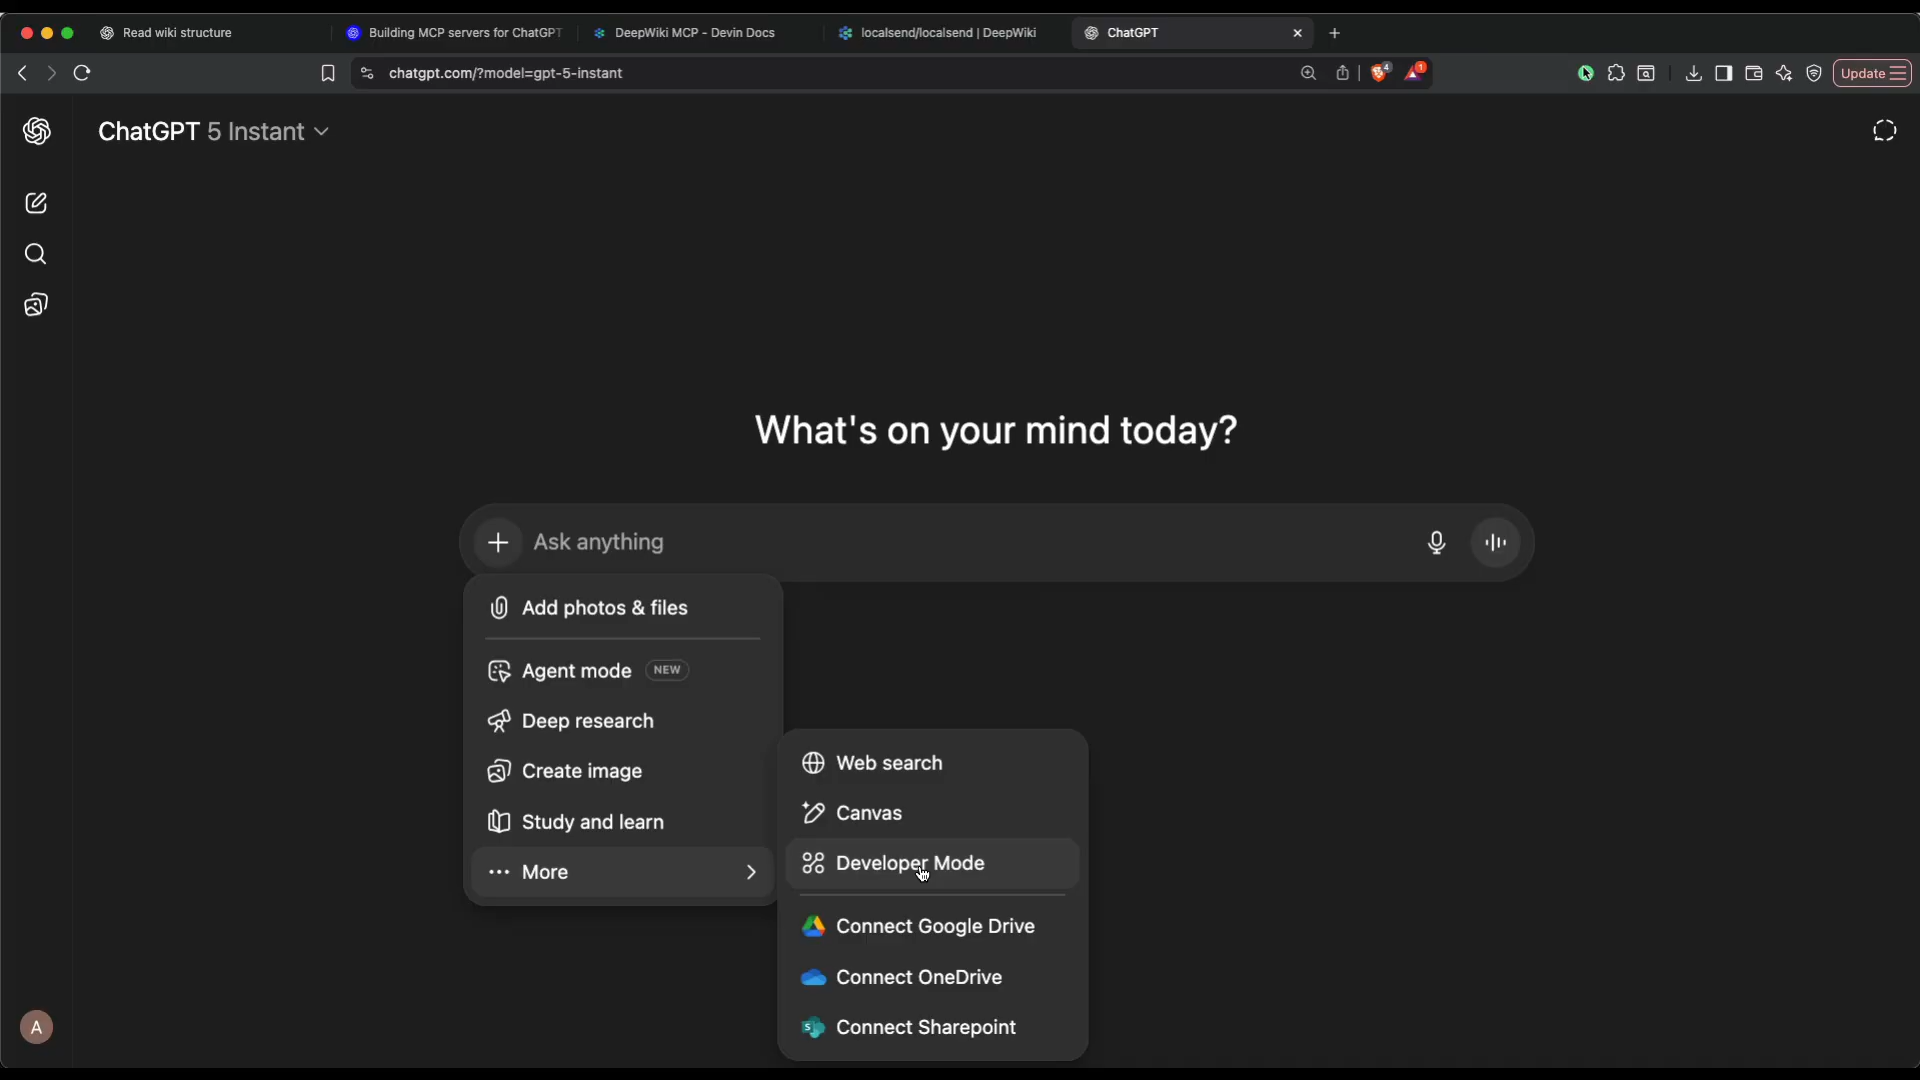 Read wiki structure
Building MCP servers for ChatGPT
DeepWiki MCP - Devin Docs
localsend/localsend | DeepWiki
ChatGPT
chatgpt.com/?model=gpt-5-instant
4
1
Update
ChatGPT 5 Instant
What's on your mind today?
Ask anything
Add photos & files
Agent mode NEW
Deep research
Create image
Study and learn
More
Web search
Canvas
Developer Mode
Connect Google Drive
Connect OneDrive
S
Connect Sharepoint
A